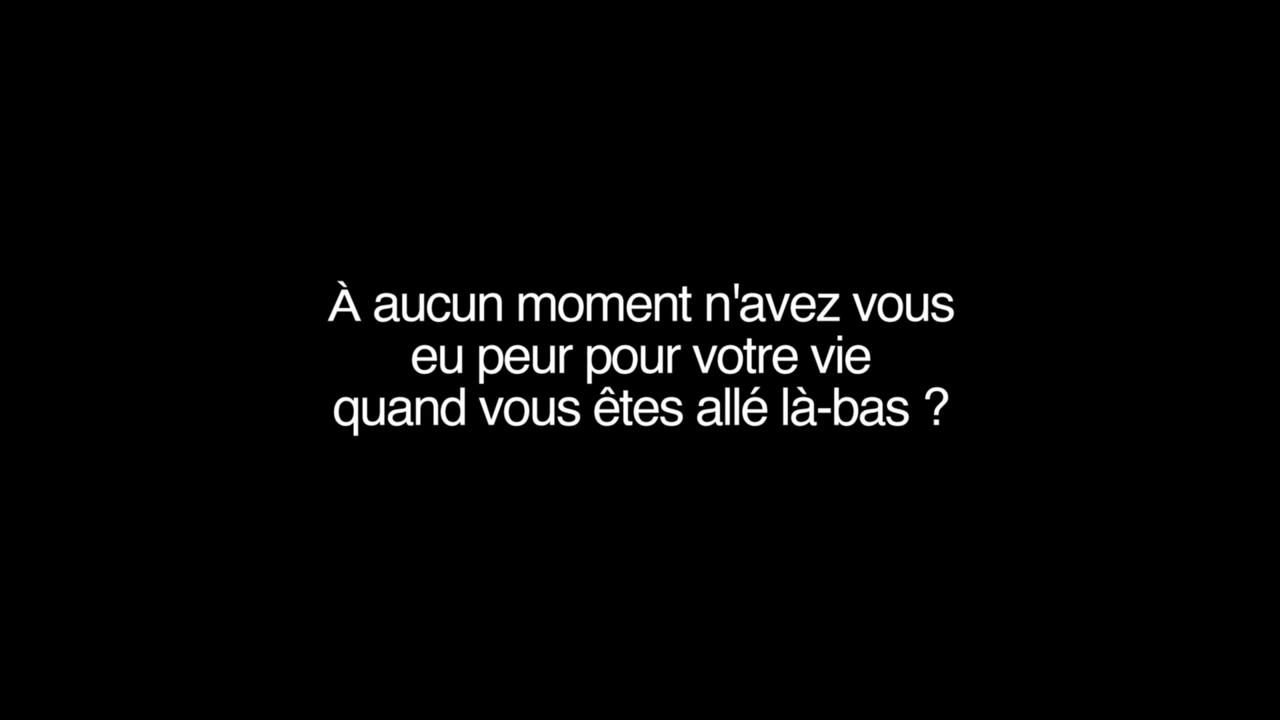 À aucun moment n'avez vous
eu peur pour votre vie
quand vous êtes allé là-bas ?